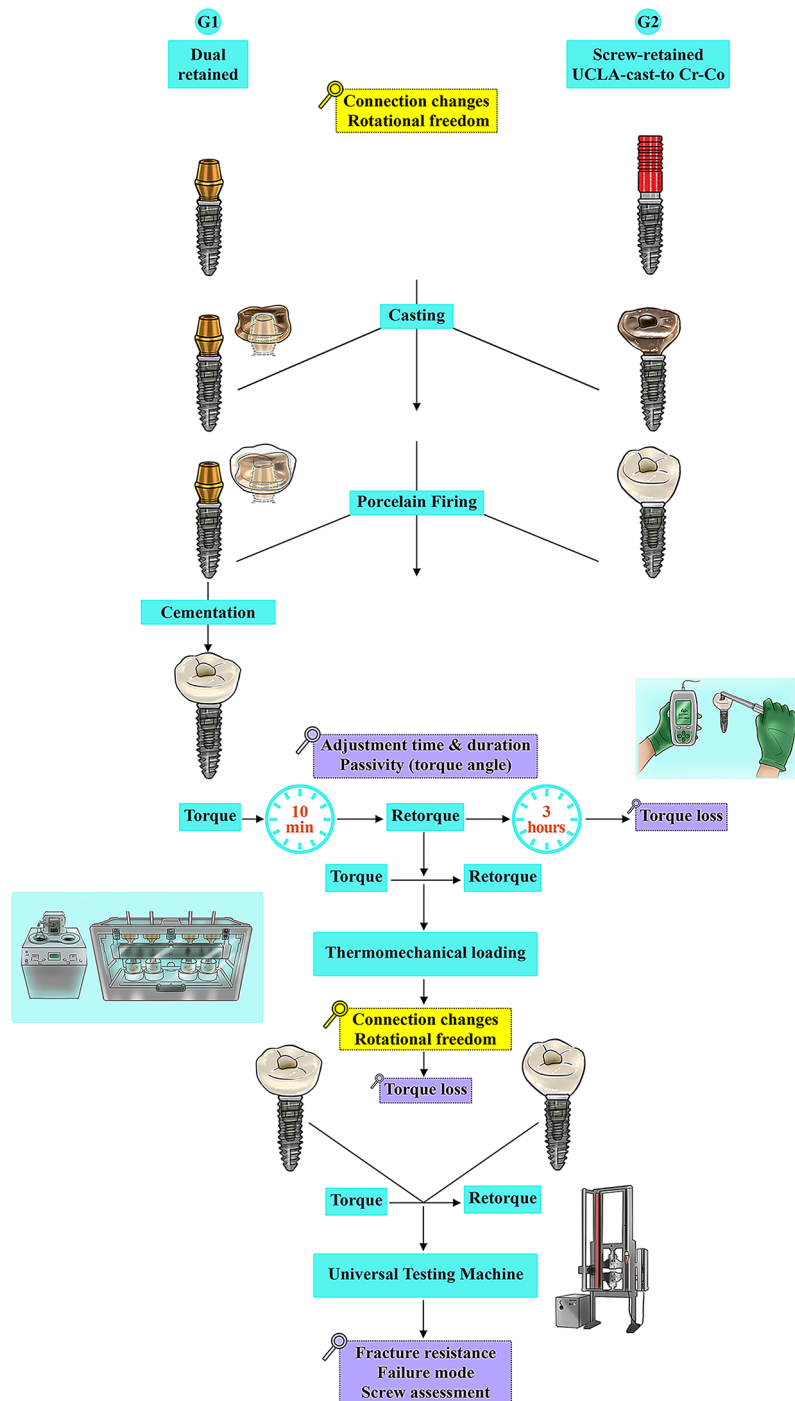 G1
G2
Dual
retained
Screw-retained
UCLA-cast-to Cr-Co
Connection changes
Rotational freedom
Casting
Porcelain Firing
Cementation
Adjustment time & duration
Passivity (torque angle)
Torque
10
min
Retorque
3
hours
Torque loss
Torque
Retorque
Thermomechanical loading
Connection changes
Rotational freedom
Torque loss
Torque
Retorque
Universal Testing Machine
Fracture resistance
Failure mode
Screw assessment